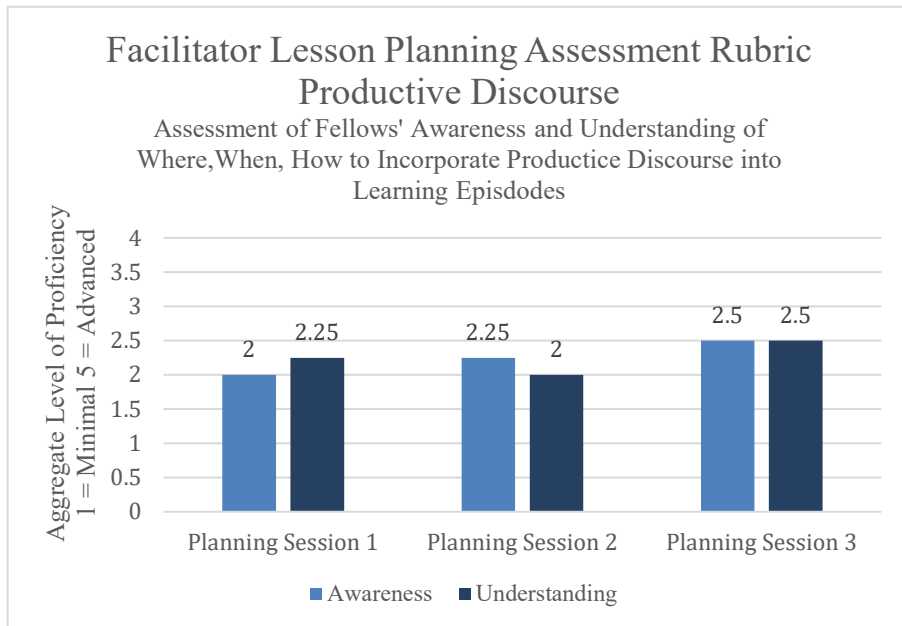 Facilitator Lesson Planning Assessment Rubric
Productive Discourse
Assessment of Fellows' Awareness and Understanding of
Where,When, How to Incorporate Productice Discourse into
Learning Epsidodes
Aggregate Level of Proficiency
1 = Minimal 5 = Advanced
4
3.5
3
2.5
2
1.5
1
0.5
0
2
2.25
2.25
2
2.5
2.5
Planning Session 1
Planning Session 2
Planning Session 3
Awareness
Understanding